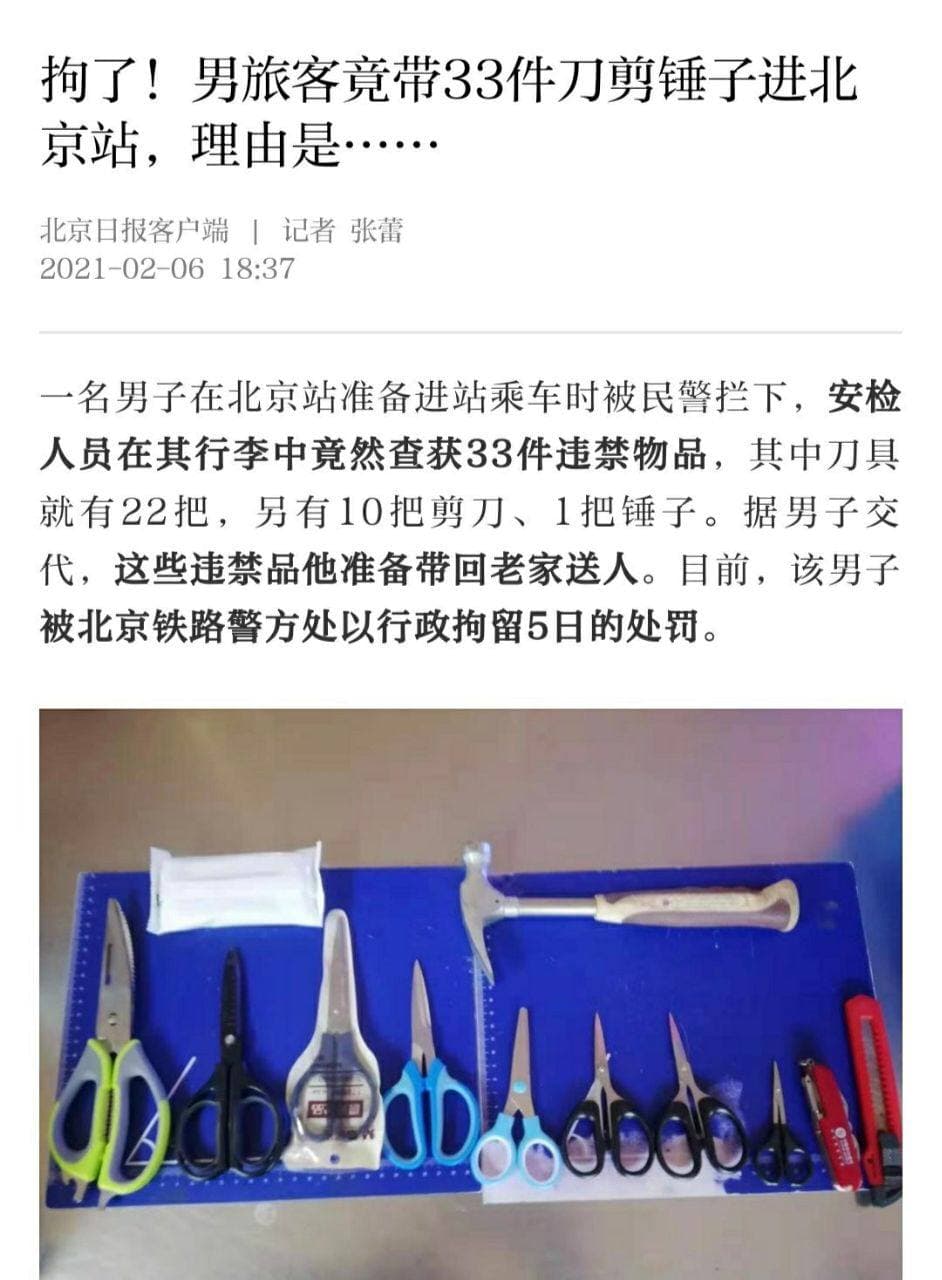 拘了！男旅客竟带33件刀剪锤子进北
京站，理由是……
北京日报客户端 | 记者 张蕾
2021-02-06 18:37
一名男子在北京站准备进站乘车时被民警拦下，安检
人员在其行李中竟然查获33件违禁物品，其中刀具
就有22把，另有10把剪刀、1把锤子。据男子交
代，这些违禁品他准备带回老家送人。目前，该男子
被北京铁路警方处以行政拘留5日的处罚。